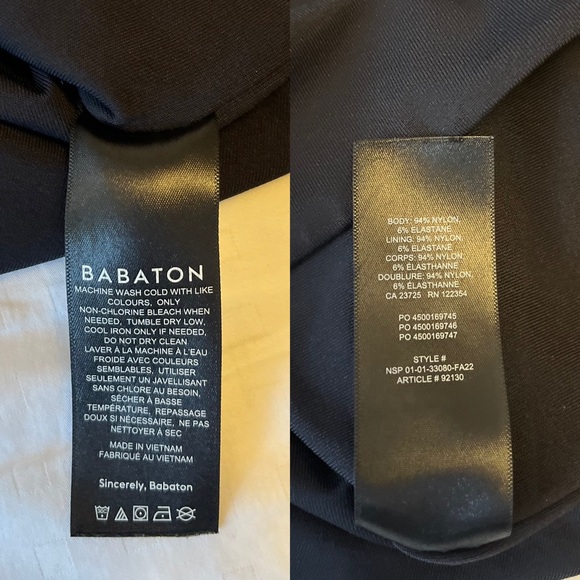 BABATON
MACHINE WASH COLD WITH LIKE
COLOURS, ONLY
NON-CHLORINE BLEACH WHEN
NEEDED, TUMBLE DRY LOW,
COOL IRON ONLY IF NEEDED,
DO NOT DRY CLEAN
LAVER À LA MACHINE À L'EAU
FROIDE AVEC COULEURS
SEMBLABLES, UTILISER
SEULEMENT UN JAVELLISANT
SANS CHLORE AU BESOIN,
SÉCHER À BASSE
TEMPÉRATURE, REPASSAGE
DOUX SI NÉCESSAIRE, NE PAS
NETTOYER À SEC
MADE IN VIETNAM
FABRIQUÉ AU VIETNAM
Sincerely, Babaton
BODY: 94% NYLON,
6% ELASTANE
LINING: 94% NYLON,
6% ELASTANE
CORPS: 94% NYLON,
6% ÉLASTHANNE
DOUBLURE: 94% NYLON,
6% ÉLASTHANNE
CA 23725 RN 122354
PO 4500169745
PO 4500169746
PO 4500169747
STYLE #
NSP 01-01-33080-FA22
ARTICLE # 92130